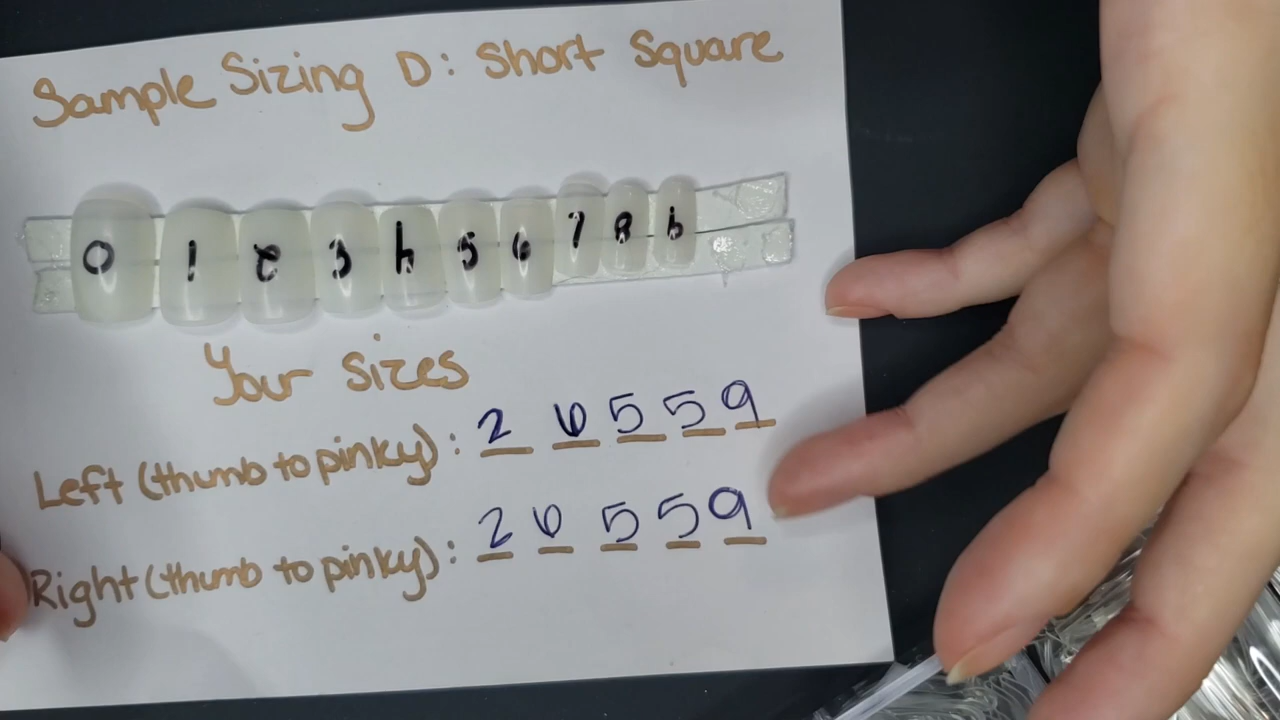 Sample Sizing D: Short Square
0 1 2 3 4 5 6 7 8 9
Your Sizes
Left (thumb to pinky): 2 6 5 5 9
Right (thumb to pinky): 2 6 5 5 9